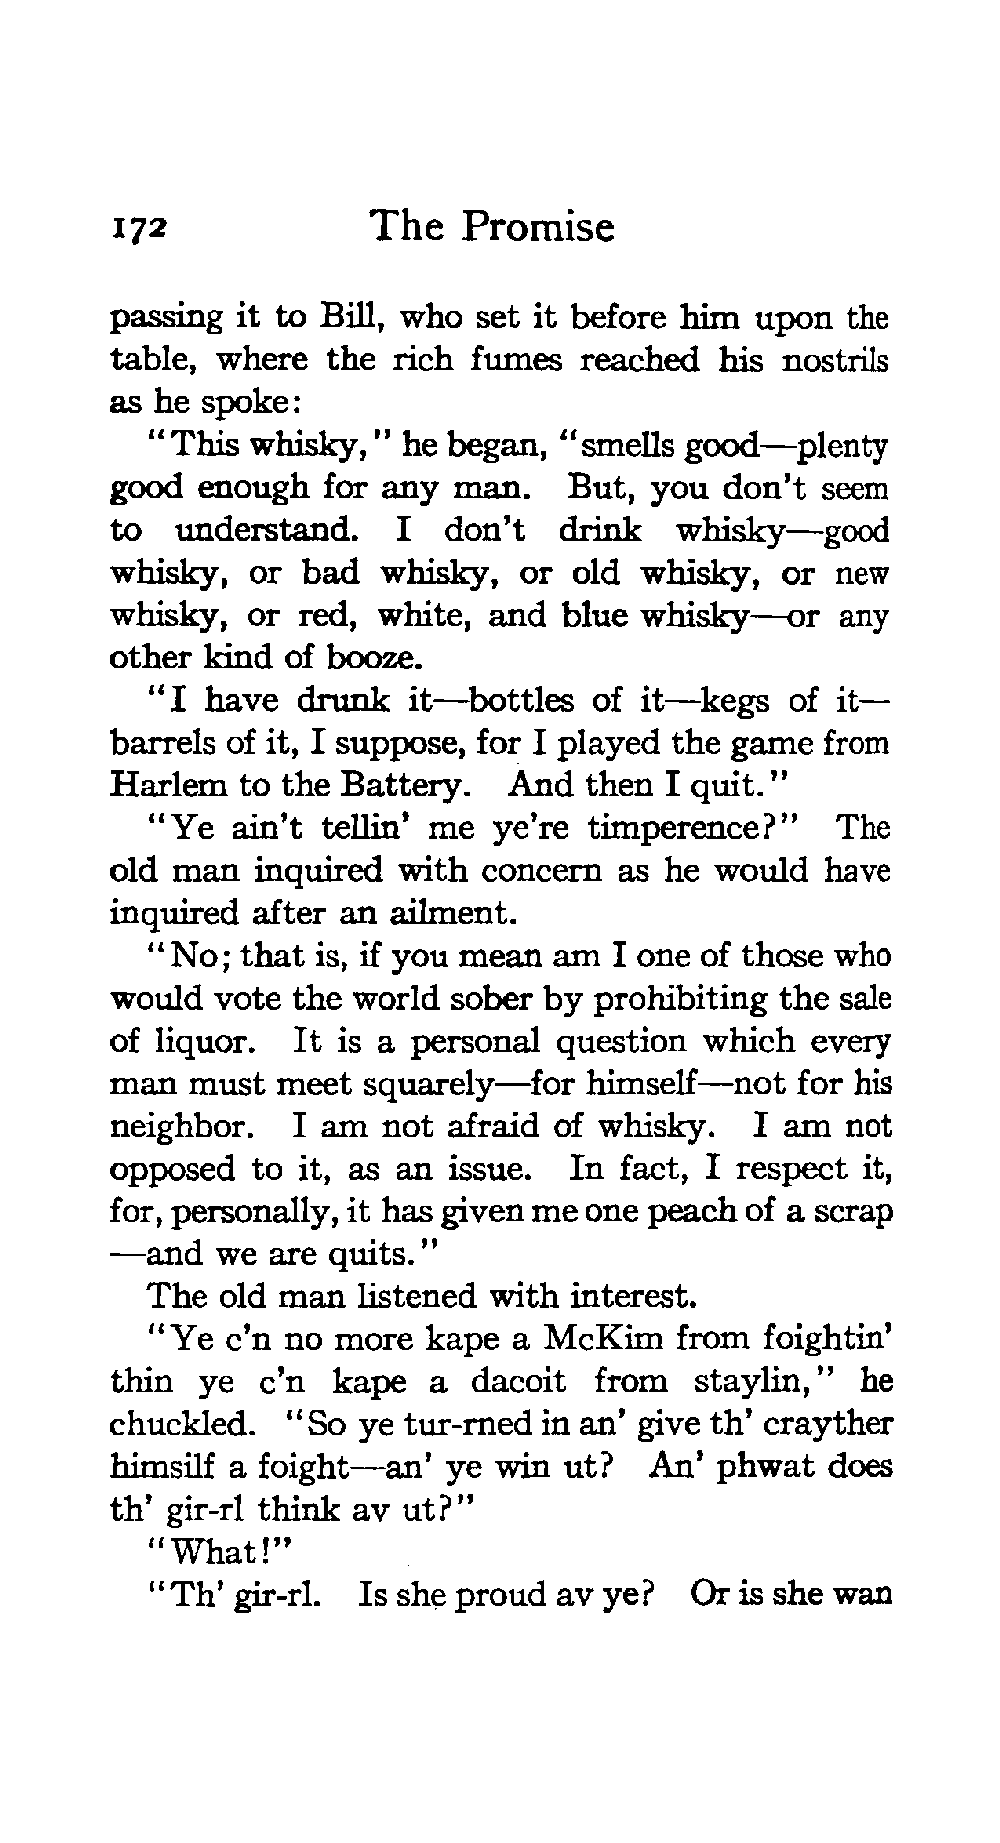 172 The Promise
passing it to Bill, who set it before him upon the
table, where the rich fumes reached his nostrils
as he spoke:
"This whisky," he began, "smells good—plenty
good enough for any man. But, you don't seem
to understand. I don't drink whisky—good
whisky, or bad whisky, or old whisky, or new
whisky, or red, white, and blue whisky—or any
other kind of booze.
"I have drunk it—bottles of it—kegs of it—
barrels of it, I suppose, for I played the game from
Harlem to the Battery. And then I quit."
"Ye ain't tellin' me ye're timperence?" The
old man inquired with concern as he would have
inquired after an ailment.
"No; that is, if you mean am I one of those who
would vote the world sober by prohibiting the sale
of liquor. It is a personal question which every
man must meet squarely—for himself—not for his
neighbor. I am not afraid of whisky. I am not
opposed to it, as an issue. In fact, I respect it,
for, personally, it has given me one peach of a scrap
—and we are quits."
The old man listened with interest.
"Ye c'n no more kape a McKim from foightin'
thin ye c'n kape a dacoit from staylin," he
chuckled. "So ye tur-rned in an' give th' crayther
himsilf a foight—an' ye win ut? An' phwat does
th' gir-rl think av ut?"
"What!"
"Th' gir-rl. Is she proud av ye? Or is she wan